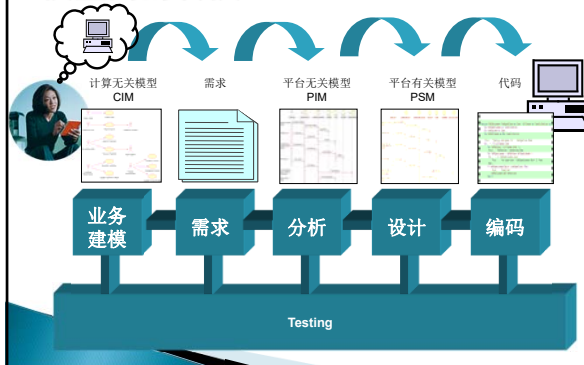 计算无关模型
CIM
需求
平台无关模型
PIM
平台有关模型
PSM
代码
业务
建模
需求
分析
设计
编码
Testing